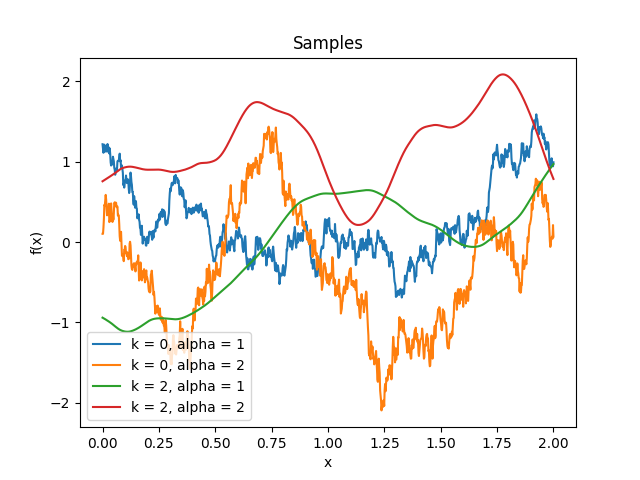 Samples
f(x)
2
1
0
−1
−2
k = 0, alpha = 1
k = 0, alpha = 2
k = 2, alpha = 1
k = 2, alpha = 2
0.00 0.25 0.50 0.75 1.00 1.25 1.50 1.75 2.00
x